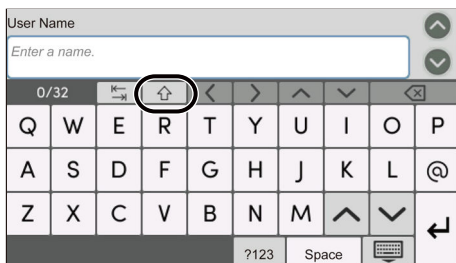 User Name
Enter a name.
0/32
Q W E R T Y U I O P
A S D F G H J K L @
Z X C V B N M
?123 Space